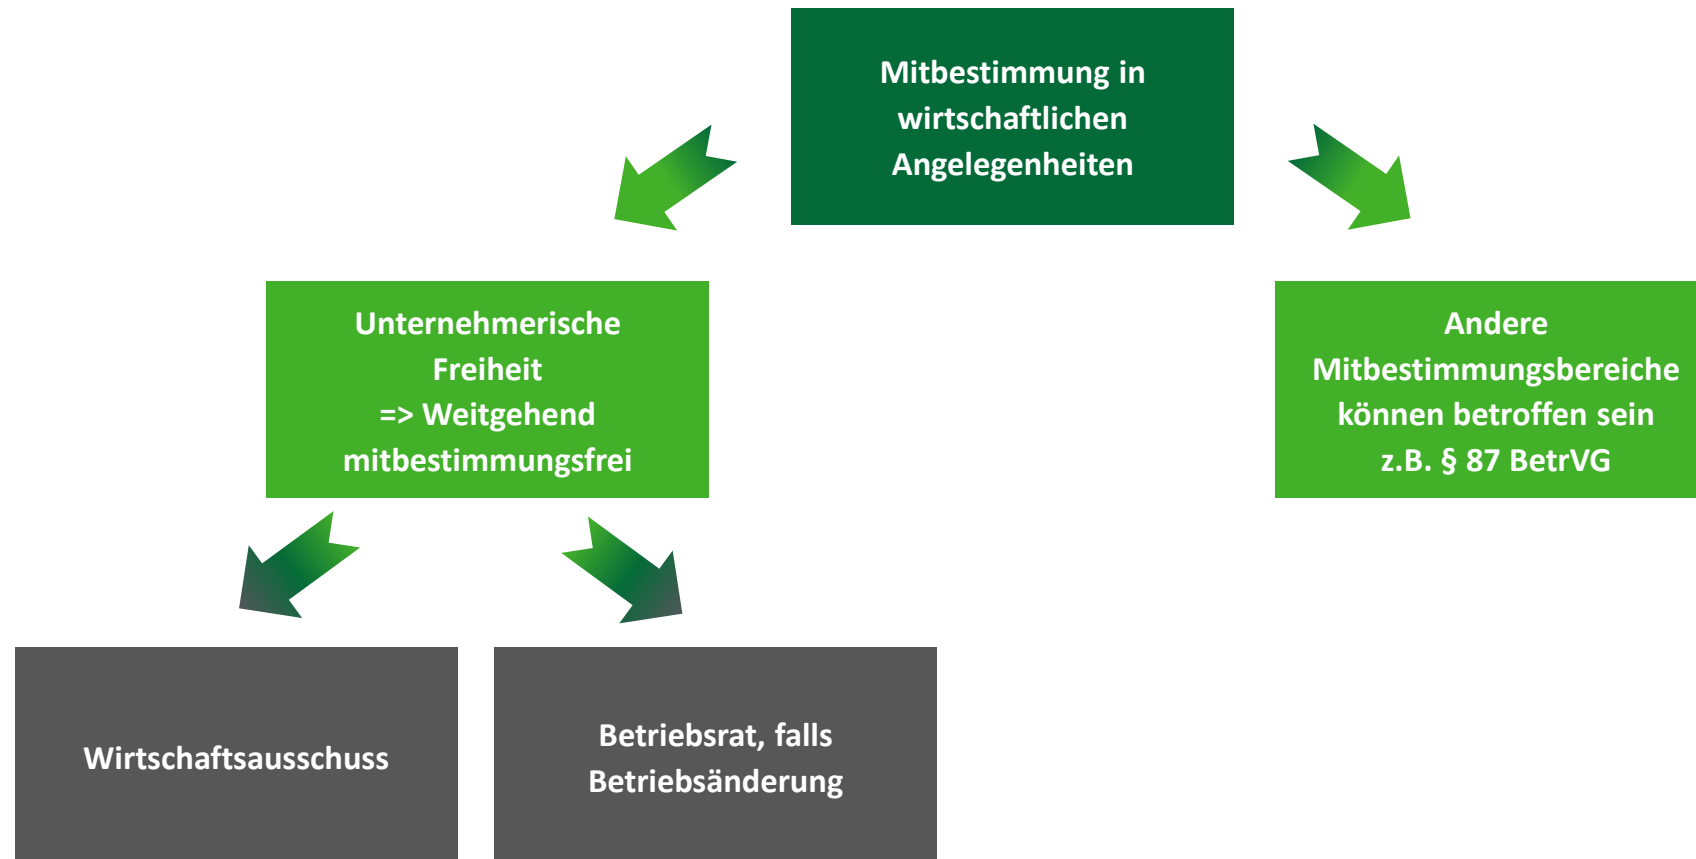 Mitbestimmung in
wirtschaftlichen
Angelegenheiten
Unternehmerische
Freiheit
=> Weitgehend
mitbestimmungsfrei
Andere
Mitbestimmungsbereiche
können betroffen sein
z.B. § 87 BetrVG
Wirtschaftsausschuss
Betriebsrat, falls
Betriebsänderung